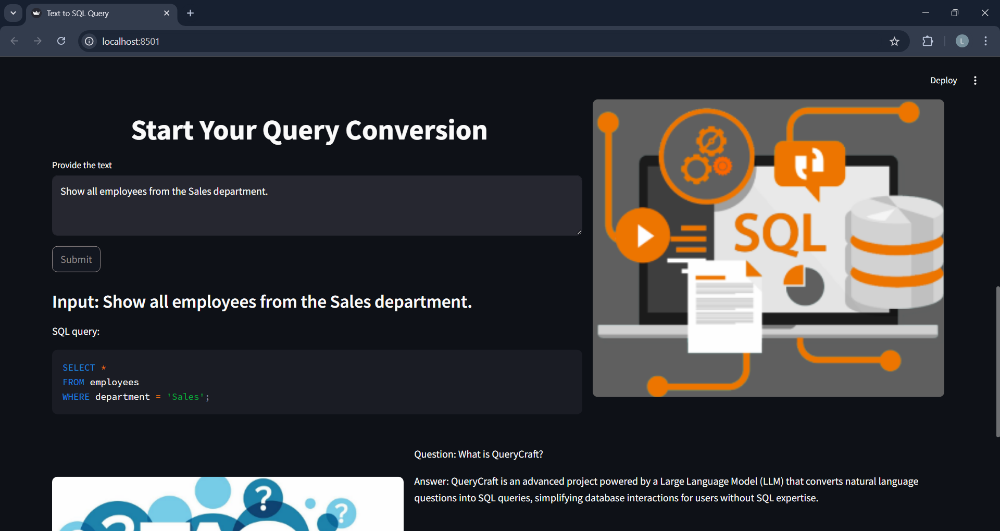 Text to SQL Query
localhost:8501
L
Deploy
Start Your Query Conversion
Provide the text
Show all employees from the Sales department.
Submit
Input: Show all employees from the Sales department.
SQL query:
SELECT *
FROM employees
WHERE department = 'Sales';
SQL
Question: What is QueryCraft?
Answer: QueryCraft is an advanced project powered by a Large Language Model (LLM) that converts natural language
questions into SQL queries, simplifying database interactions for users without SQL expertise.
? ? ?